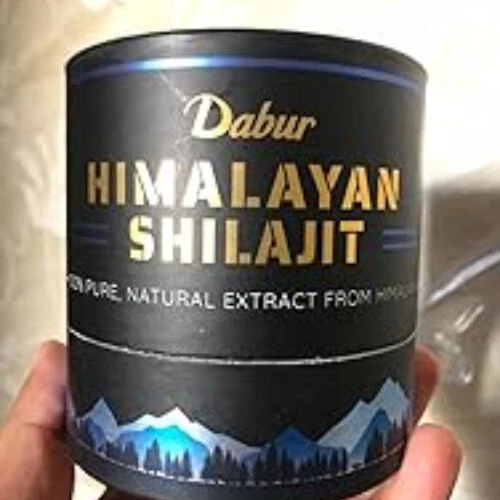 Dabur
HIMALAYAN
SHILAJIT
PURE, NATURAL EXTRACT FROM